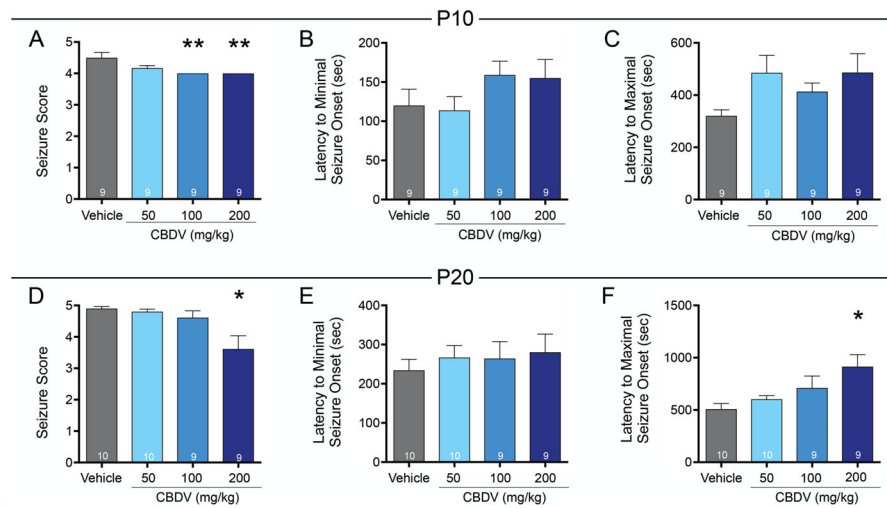 P10
A
Seizure Score
5
4
3
2
1
0
**
**
9
9
9
9
Vehicle
50
100
200
CBDV (mg/kg)
B
Latency to Minimal
Seizure Onset (sec)
200
150
100
50
0
9
9
9
9
Vehicle
50
100
200
CBDV (mg/kg)
C
Latency to Maximal
Seizure Onset (sec)
600
400
200
0
9
9
9
9
Vehicle
50
100
200
CBDV (mg/kg)
P20
D
Seizure Score
5
4
3
2
1
0
*
10
10
9
9
Vehicle
50
100
200
CBDV (mg/kg)
E
Latency to Minimal
Seizure Onset (sec)
400
300
200
100
0
10
10
9
9
Vehicle
50
100
200
CBDV (mg/kg)
F
Latency to Maximal
Seizure Onset (sec)
1500
1000
500
0
*
10
10
9
9
Vehicle
50
100
200
CBDV (mg/kg)